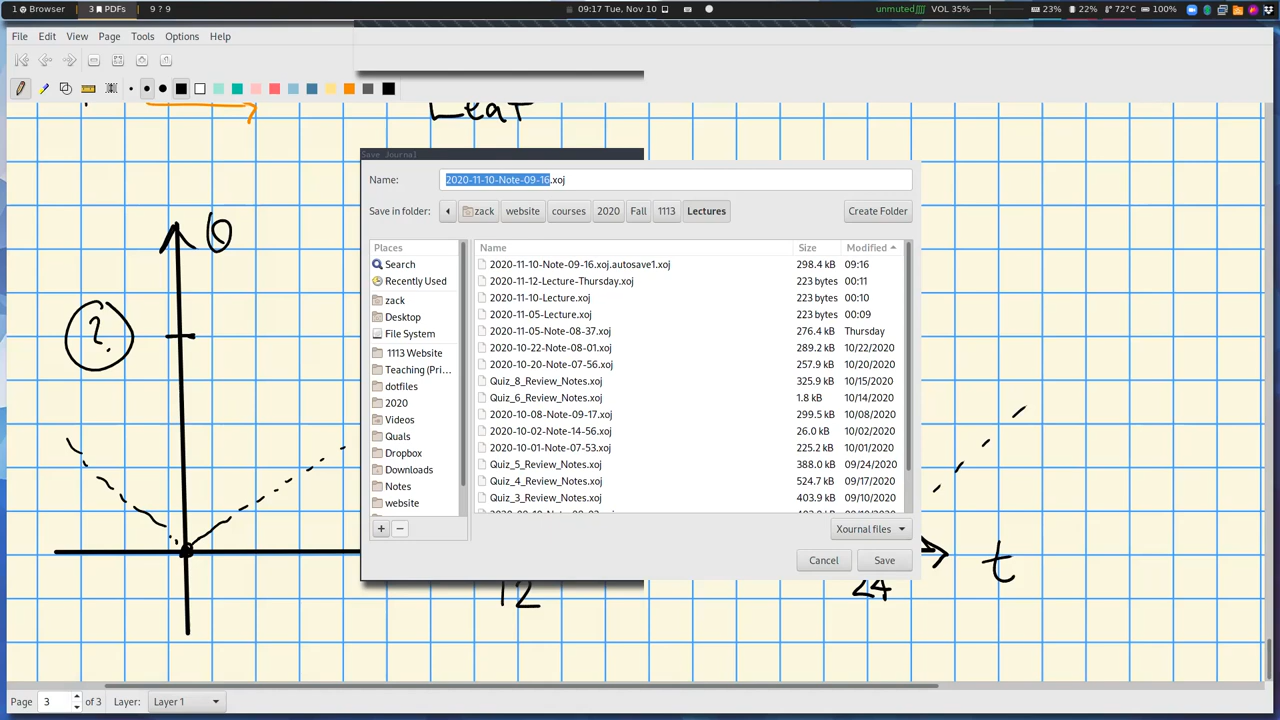 1 Browser 3 PDFs 9 ? 9 09:17 Tue, Nov 10 unmuted VOL 35% 23% 22% 72°C 100%
File Edit View Page Tools Options Help
Leaf
Save Journal
Name: 2020-11-10-Note-09-16.xoj
Save in folder: zack website courses 2020 Fall 1113 Lectures Create Folder
Places
Search
Recently Used
zack
Desktop
File System
1113 Website
Teaching (Pri...
dotfiles
2020
Videos
Quals
Dropbox
Downloads
Notes
website
Name Size Modified
2020-11-10-Note-09-16.xoj.autosave1.xoj 298.4 kB 09:16
2020-11-12-Lecture-Thursday.xoj 223 bytes 00:11
2020-11-10-Lecture.xoj 223 bytes 00:10
2020-11-05-Lecture.xoj 223 bytes 00:09
2020-11-05-Note-08-37.xoj 276.4 kB Thursday
2020-10-22-Note-08-01.xoj 289.2 kB 10/22/2020
2020-10-20-Note-07-56.xoj 257.9 kB 10/20/2020
Quiz_8_Review_Notes.xoj 325.9 kB 10/15/2020
Quiz_6_Review_Notes.xoj 1.8 kB 10/14/2020
2020-10-08-Note-09-17.xoj 299.5 kB 10/08/2020
2020-10-02-Note-14-56.xoj 26.0 kB 10/02/2020
2020-10-01-Note-07-53.xoj 225.2 kB 10/01/2020
Quiz_5_Review_Notes.xoj 388.0 kB 09/24/2020
Quiz_4_Review_Notes.xoj 524.7 kB 09/17/2020
Quiz_3_Review_Notes.xoj 403.9 kB 09/10/2020
Xournal files
Cancel Save
θ
?
t
12 24
Page 3 of 3 Layer: Layer 1